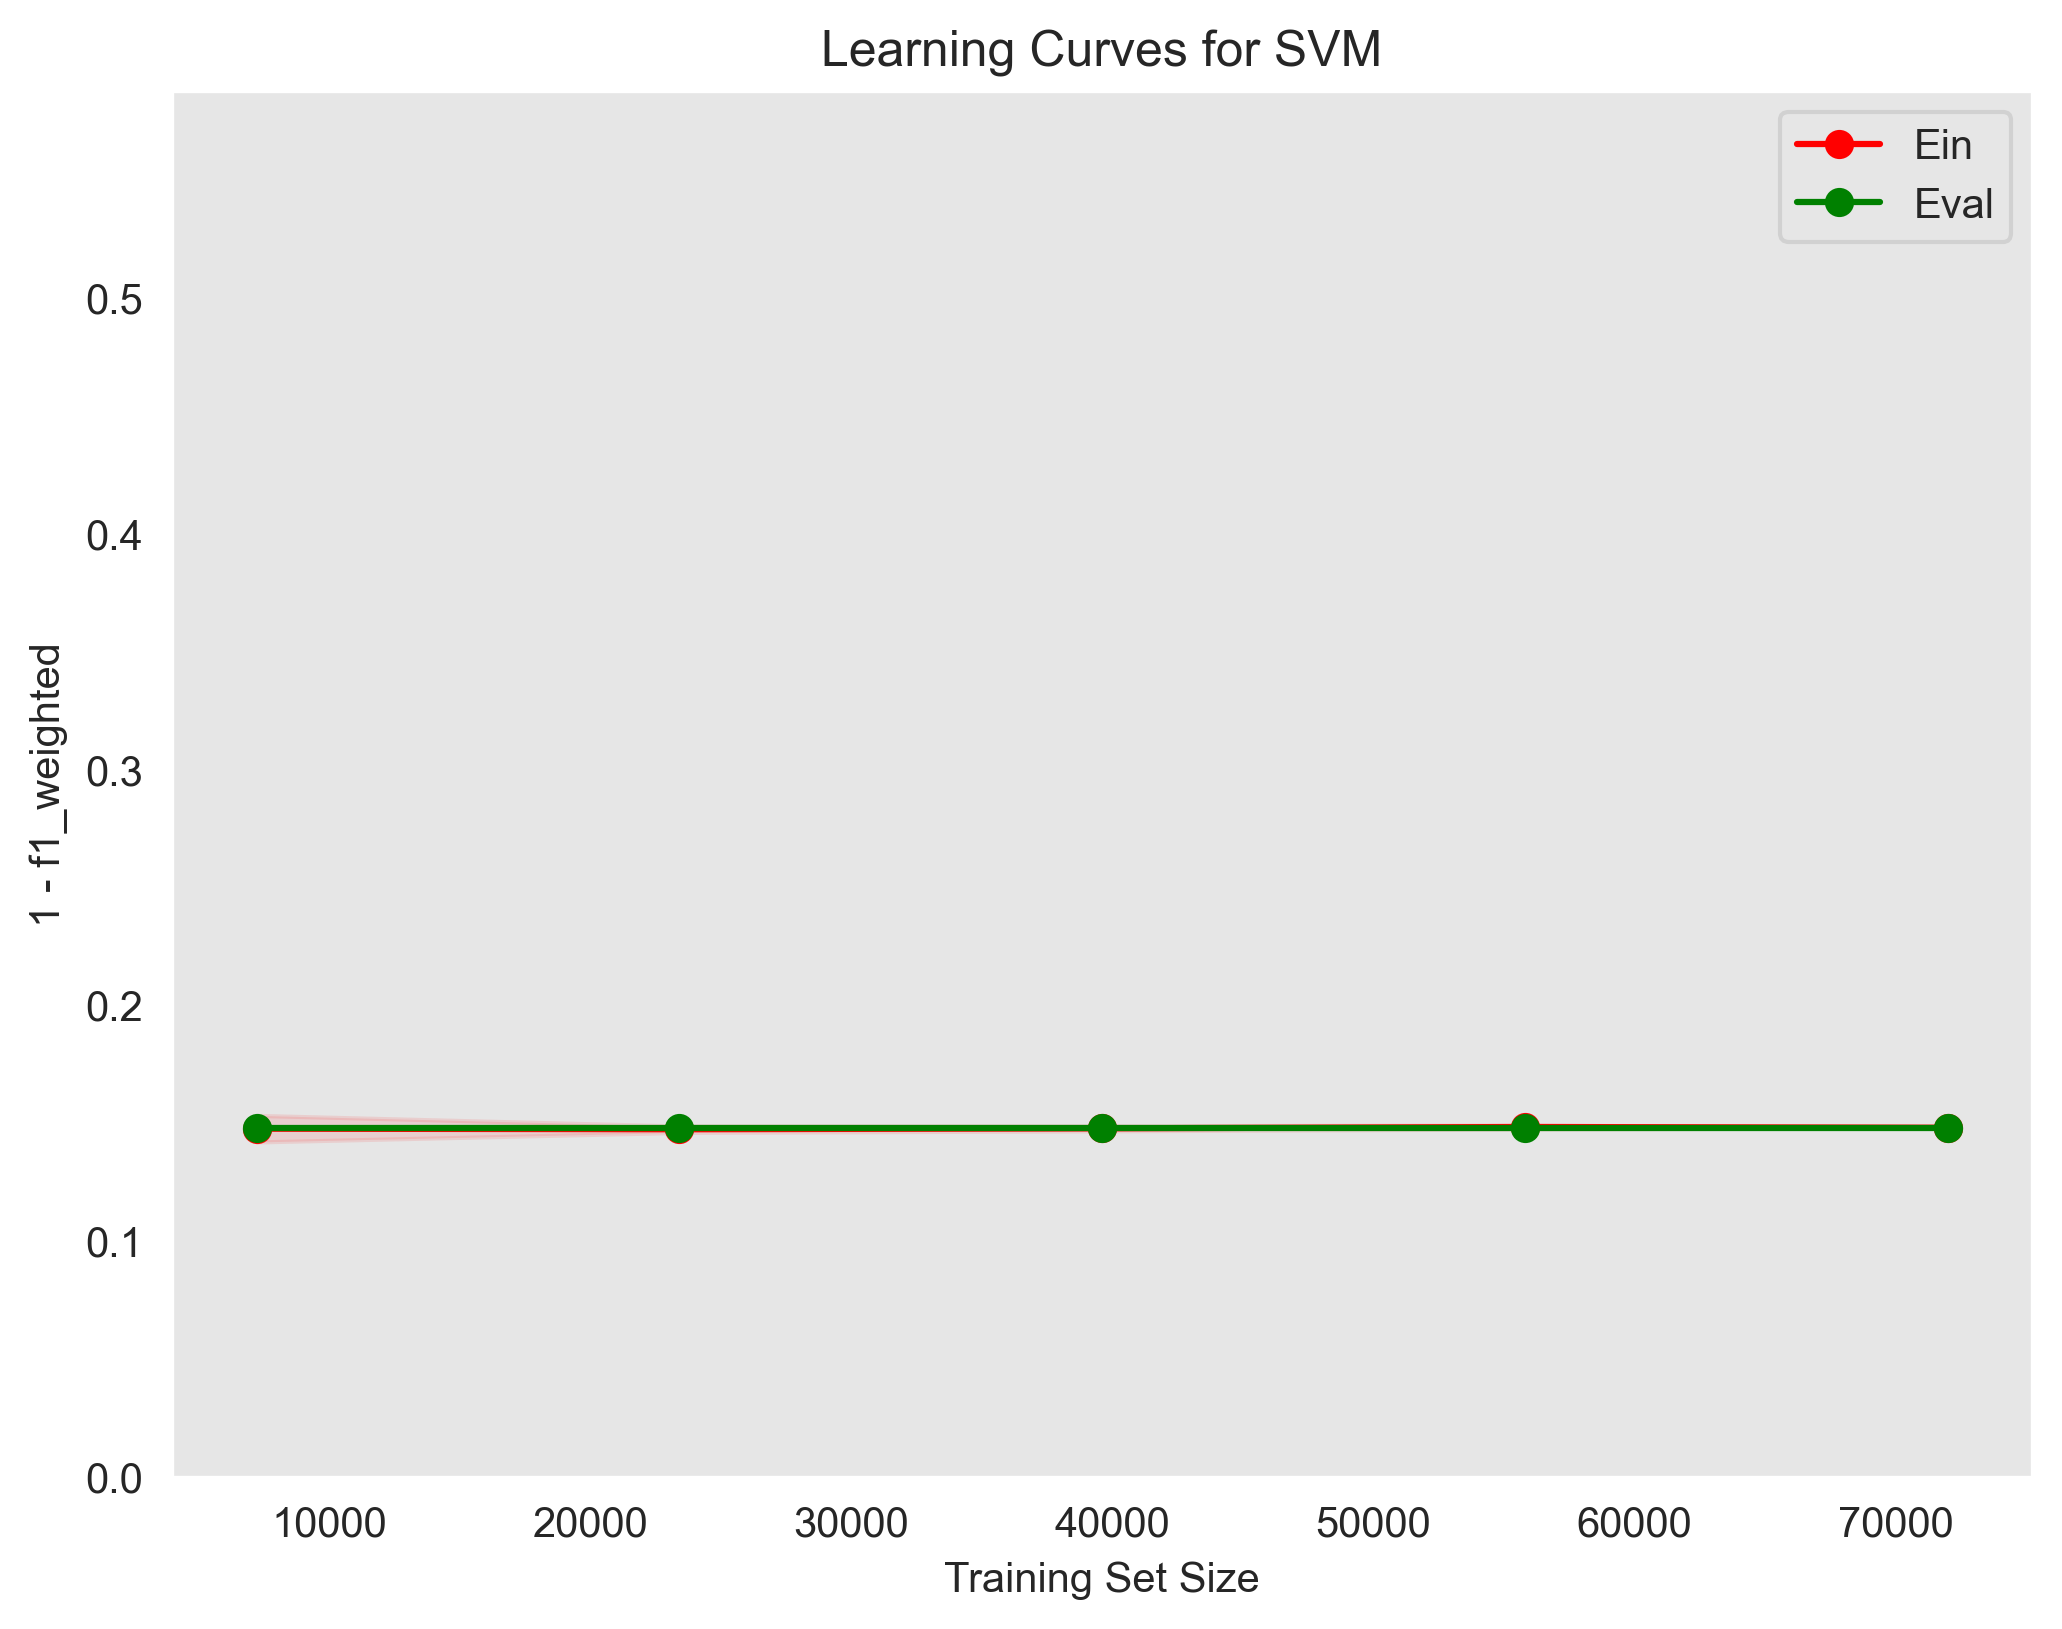 Learning Curves for SVM
Ein
Eval
0.5
0.4
0.3
0.2
0.1
0.0
1 - f1_weighted
10000 20000 30000 40000 50000 60000 70000
Training Set Size